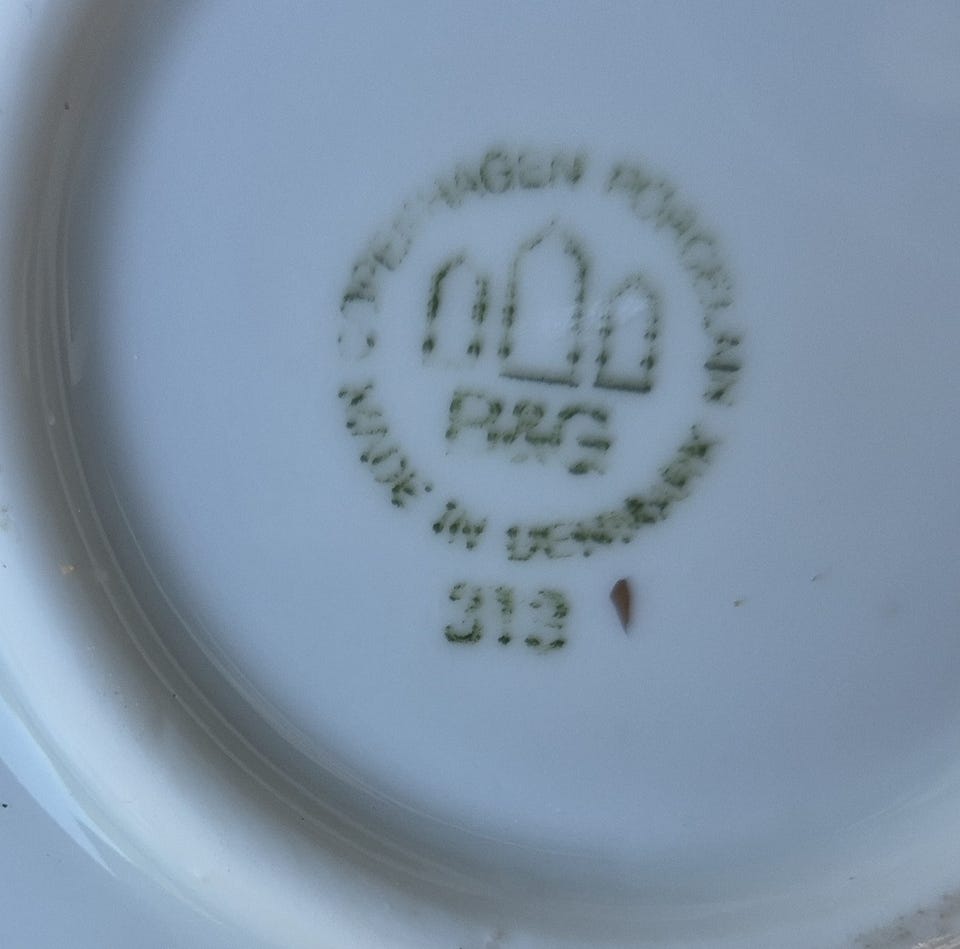 COPENHAGEN PORCELAIN
B&G
MADE IN DENMARK
313